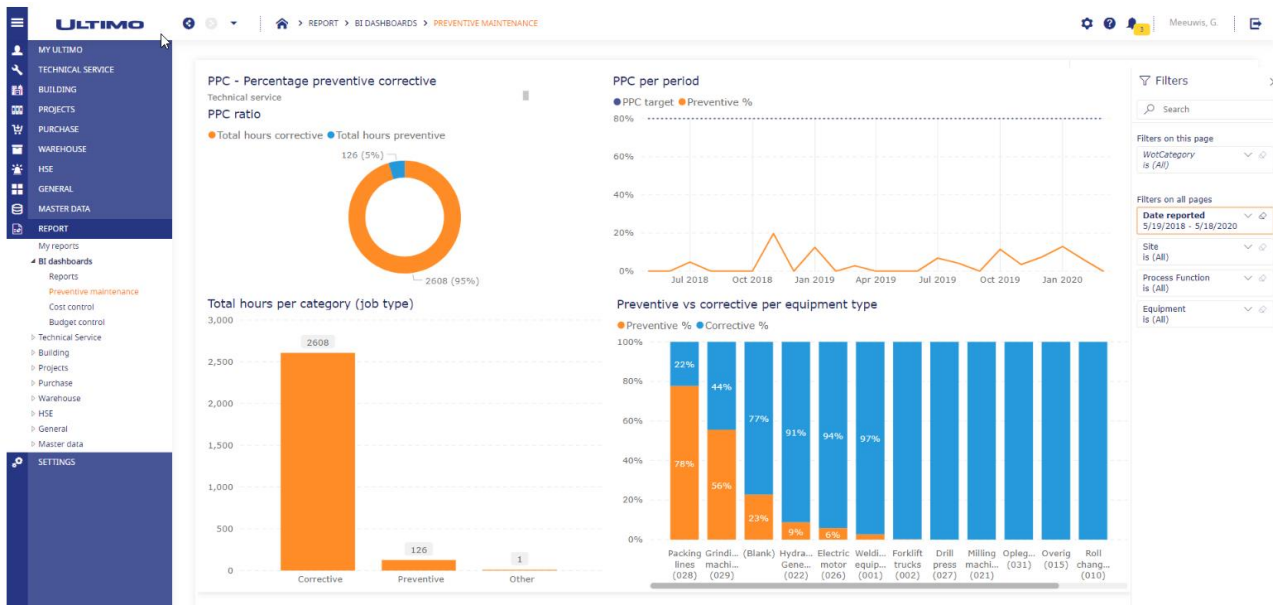 ULTIMO
> REPORT > BI DASHBOARDS > PREVENTIVE MAINTENANCE
3
Meeuwis, G.
MY ULTIMO
TECHNICAL SERVICE
BUILDING
PROJECTS
PURCHASE
WAREHOUSE
HSE
GENERAL
MASTER DATA
REPORT
My reports
BI dashboards
Reports
Preventive maintenance
Cost control
Budget control
Technical Service
Building
Projects
Purchase
Warehouse
HSE
General
Master data
SETTINGS
PPC - Percentage preventive corrective
Technical service
PPC ratio
Total hours corrective Total hours preventive
126 (5%)
2608 (95%)
PPC per period
PPC target Preventive %
80%
60%
40%
20%
0%
Jul 2018 Oct 2018 Jan 2019 Apr 2019 Jul 2019 Oct 2019 Jan 2020
Total hours per category (job type)
3,000
2,500
2,000
1,500
1,000
500
0
2608
126
1
Corrective Preventive Other
Preventive vs corrective per equipment type
Preventive % Corrective %
100%
80%
60%
40%
20%
0%
22%
44%
77%
91%
94%
97%
78%
56%
23%
9%
6%
Packing Grindi... (Blank) Hydra... Electric Weldi... Forklift Drill Milling Opleg... Overig Roll
lines machi... Gene... motor equip... trucks press machi... (031) (015) chang...
(028) (029) (022) (026) (001) (002) (027) (021) (010)
Filters
Search
Filters on this page
WotCategory
is (All)
Filters on all pages
Date reported
5/19/2018 - 5/18/2020
Site
is (All)
Process Function
is (All)
Equipment
is (All)